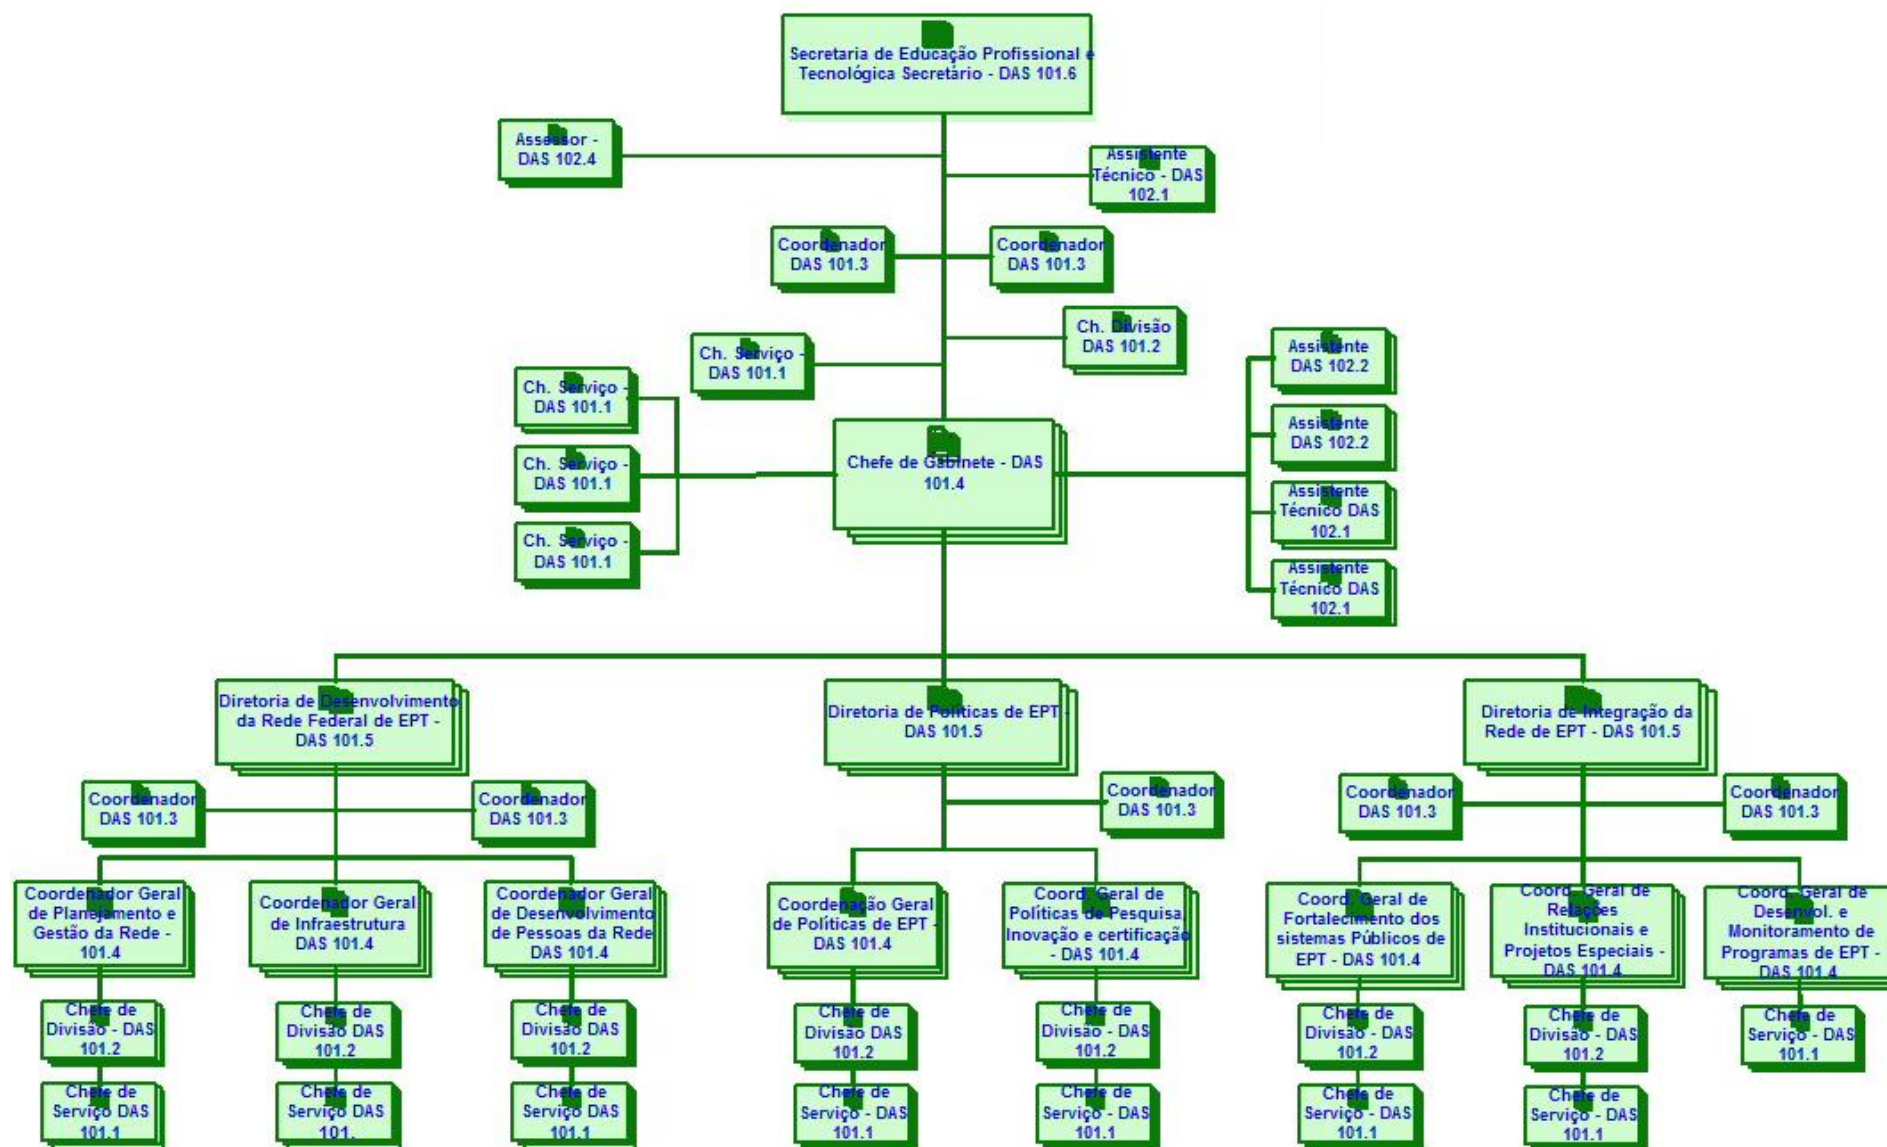 Secretaria de Educação Profissional e
Tecnológica Secretário - DAS 101.6
Assessor -
DAS 102.4
Assistente
Técnico - DAS
102.1
Coordenador
DAS 101.3
Coordenador
DAS 101.3
Ch. Divisão
DAS 101.2
Ch. Serviço -
DAS 101.1
Ch. Serviço -
DAS 101.1
Ch. Serviço -
DAS 101.1
Ch. Serviço -
DAS 101.1
Chefe de Gabinete - DAS
101.4
Assistente
DAS 102.2
Assistente
DAS 102.2
Assistente
Técnico DAS
102.1
Assistente
Técnico DAS
102.1
Diretoria de Desenvolvimento
da Rede Federal de EPT -
DAS 101.5
Diretoria de Políticas de EPT -
DAS 101.5
Diretoria de Integração da
Rede de EPT - DAS 101.5
Coordenador
DAS 101.3
Coordenador
DAS 101.3
Coordenador
DAS 101.3
Coordenador
DAS 101.3
Coordenador
DAS 101.3
Coordenador Geral
de Planejamento e
Gestão da Rede -
101.4
Coordenador Geral
de Infraestrutura
DAS 101.4
Coordenador Geral
de Desenvolvimento
de Pessoas da Rede
DAS 101.4
Coordenação Geral
de Políticas de EPT -
DAS 101.4
Coord. Geral de
Políticas de Pesquisa,
Inovação e certificação
- DAS 101.4
Coord. Geral de
Fortalecimento dos
sistemas Públicos de
EPT - DAS 101.4
Coord. Geral de
Relações
Institucionais e
Projetos Especiais -
DAS 101.4
Coord. Geral de
Desenvol. e
Monitoramento de
Programas de EPT -
DAS 101.4
Chefe de
Divisão - DAS
101.2
Chefe de
Divisão DAS
101.2
Chefe de
Divisão DAS
101.2
Chefe de
Divisão DAS
101.2
Chefe de
Divisão - DAS
101.2
Chefe de
Divisão - DAS
101.2
Chefe de
Divisão - DAS
101.2
Chefe de
Serviço - DAS
101.1
Chefe de
Serviço DAS
101.1
Chefe de
Serviço DAS
101.
Chefe de
Serviço DAS
101.1
Chefe de
Serviço - DAS
101.1
Chefe de
Serviço - DAS
101.1
Chefe de
Serviço - DAS
101.1
Chefe de
Serviço - DAS
101.1